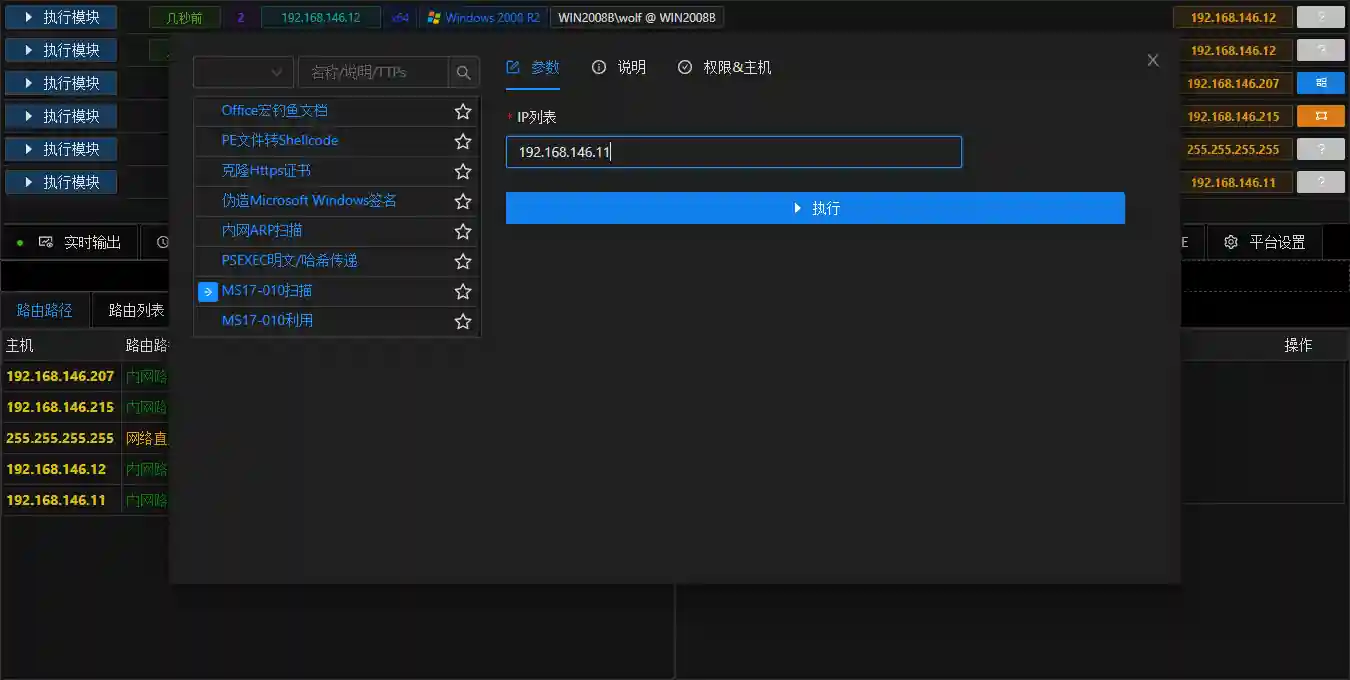 执行模块 几秒前 2 192.168.146.12 x64 Windows 2008 R2 WIN2008B\wolf @ WIN2008B 192.168.146.12 ?
执行模块 192.168.146.12 ?
执行模块 192.168.146.207
执行模块 192.168.146.215
执行模块 255.255.255.255 ?
执行模块 192.168.146.11 ?
名称/说明/TTPs
参数 说明 权限&主机
Office宏钓鱼文档
PE文件转Shellcode
克隆Https证书
伪造Microsoft Windows签名
内网ARP扫描
PSEXEC明文/哈希传递
MS17-010扫描
MS17-010利用
* IP列表
192.168.146.11
执行
实时输出 E 平台设置
路由路径 路由列表
主机 路由路 操作
192.168.146.207 内网路
192.168.146.215 内网路
255.255.255.255 网络直
192.168.146.12 内网路
192.168.146.11 内网路